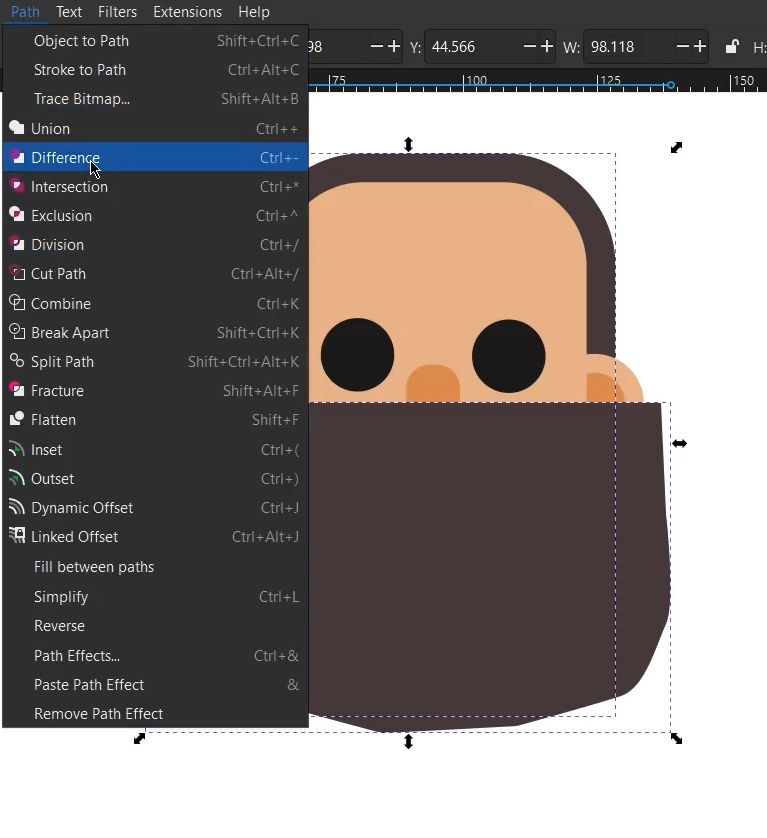 Path Text Filters Extensions Help
98 Y: 44.566 W: 98.118 H:
75 100 125 150
Object to Path Shift+Ctrl+C
Stroke to Path Ctrl+Alt+C
Trace Bitmap... Shift+Alt+B
Union Ctrl++
Difference Ctrl+-
Intersection Ctrl+*
Exclusion Ctrl+^
Division Ctrl+/
Cut Path Ctrl+Alt+/
Combine Ctrl+K
Break Apart Shift+Ctrl+K
Split Path Shift+Ctrl+Alt+K
Fracture Shift+Alt+F
Flatten Shift+F
Inset Ctrl+(
Outset Ctrl+)
Dynamic Offset Ctrl+J
Linked Offset Ctrl+Alt+J
Fill between paths
Simplify Ctrl+L
Reverse
Path Effects... Ctrl+&
Paste Path Effect &
Remove Path Effect